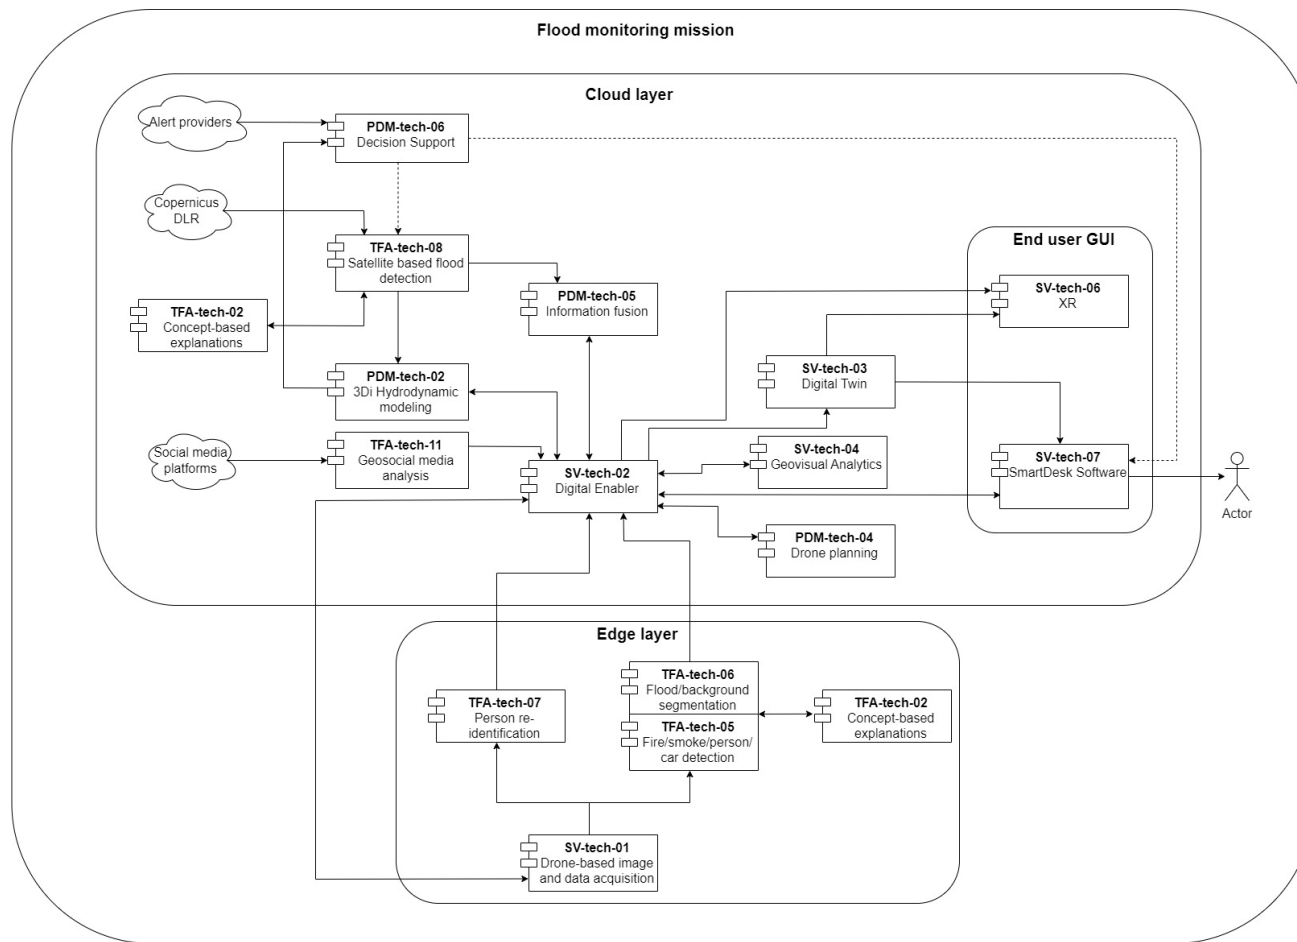 Flood monitoring mission
Cloud layer
Alert providers
PDM-tech-06
Decision Support
Copernicus
DLR
TFA-tech-08
Satellite based flood
detection
End user GUI
TFA-tech-02
Concept-based
explanations
PDM-tech-05
Information fusion
SV-tech-06
XR
PDM-tech-02
3Di Hydrodynamic
modeling
SV-tech-03
Digital Twin
Social media
platforms
TFA-tech-11
Geosocial media
analysis
SV-tech-02
Digital Enabler
SV-tech-04
Geovisual Analytics
SV-tech-07
SmartDesk Software
Actor
PDM-tech-04
Drone planning
Edge layer
TFA-tech-07
Person re-
identification
TFA-tech-06
Flood/background
segmentation
TFA-tech-05
Fire/smoke/person/
car detection
TFA-tech-02
Concept-based
explanations
SV-tech-01
Drone-based image
and data acquisition